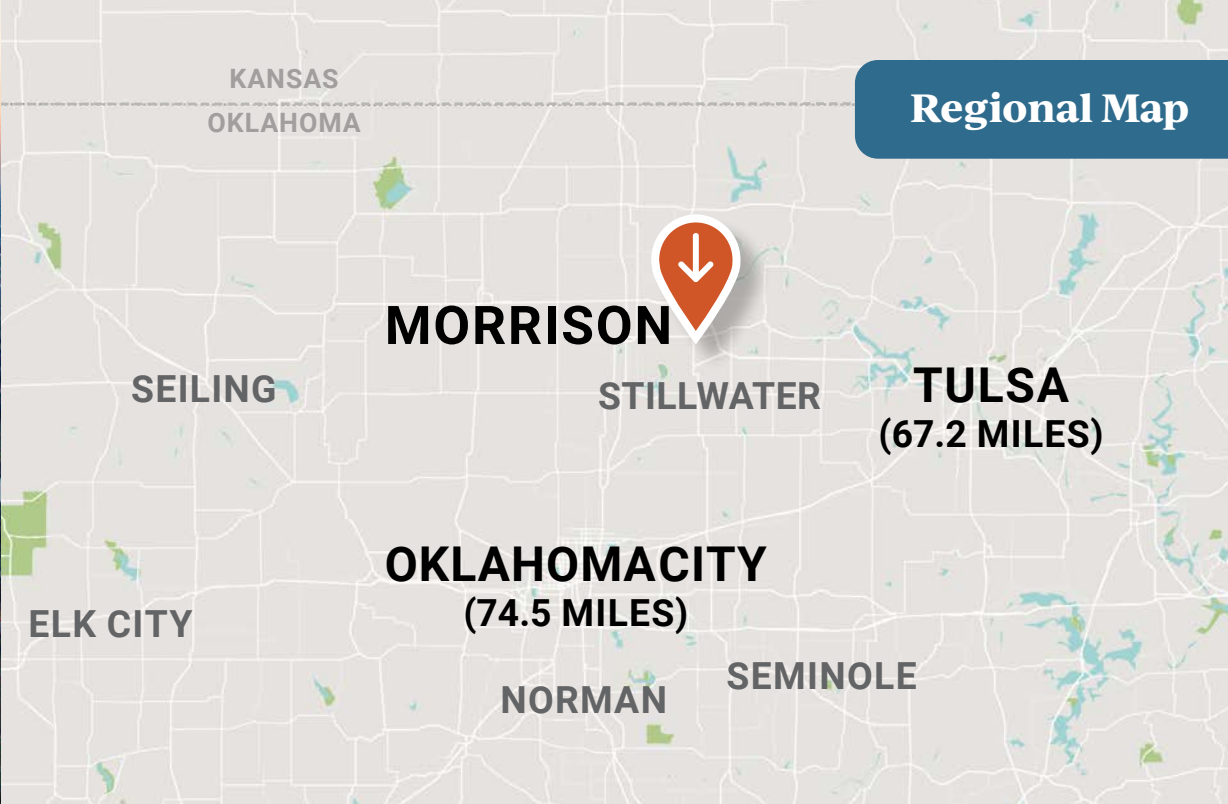 KANSAS
OKLAHOMA
Regional Map
MORRISON
SEILING
STILLWATER
TULSA
(67.2 MILES)
OKLAHOMACITY
(74.5 MILES)
ELK CITY
SEMINOLE
NORMAN